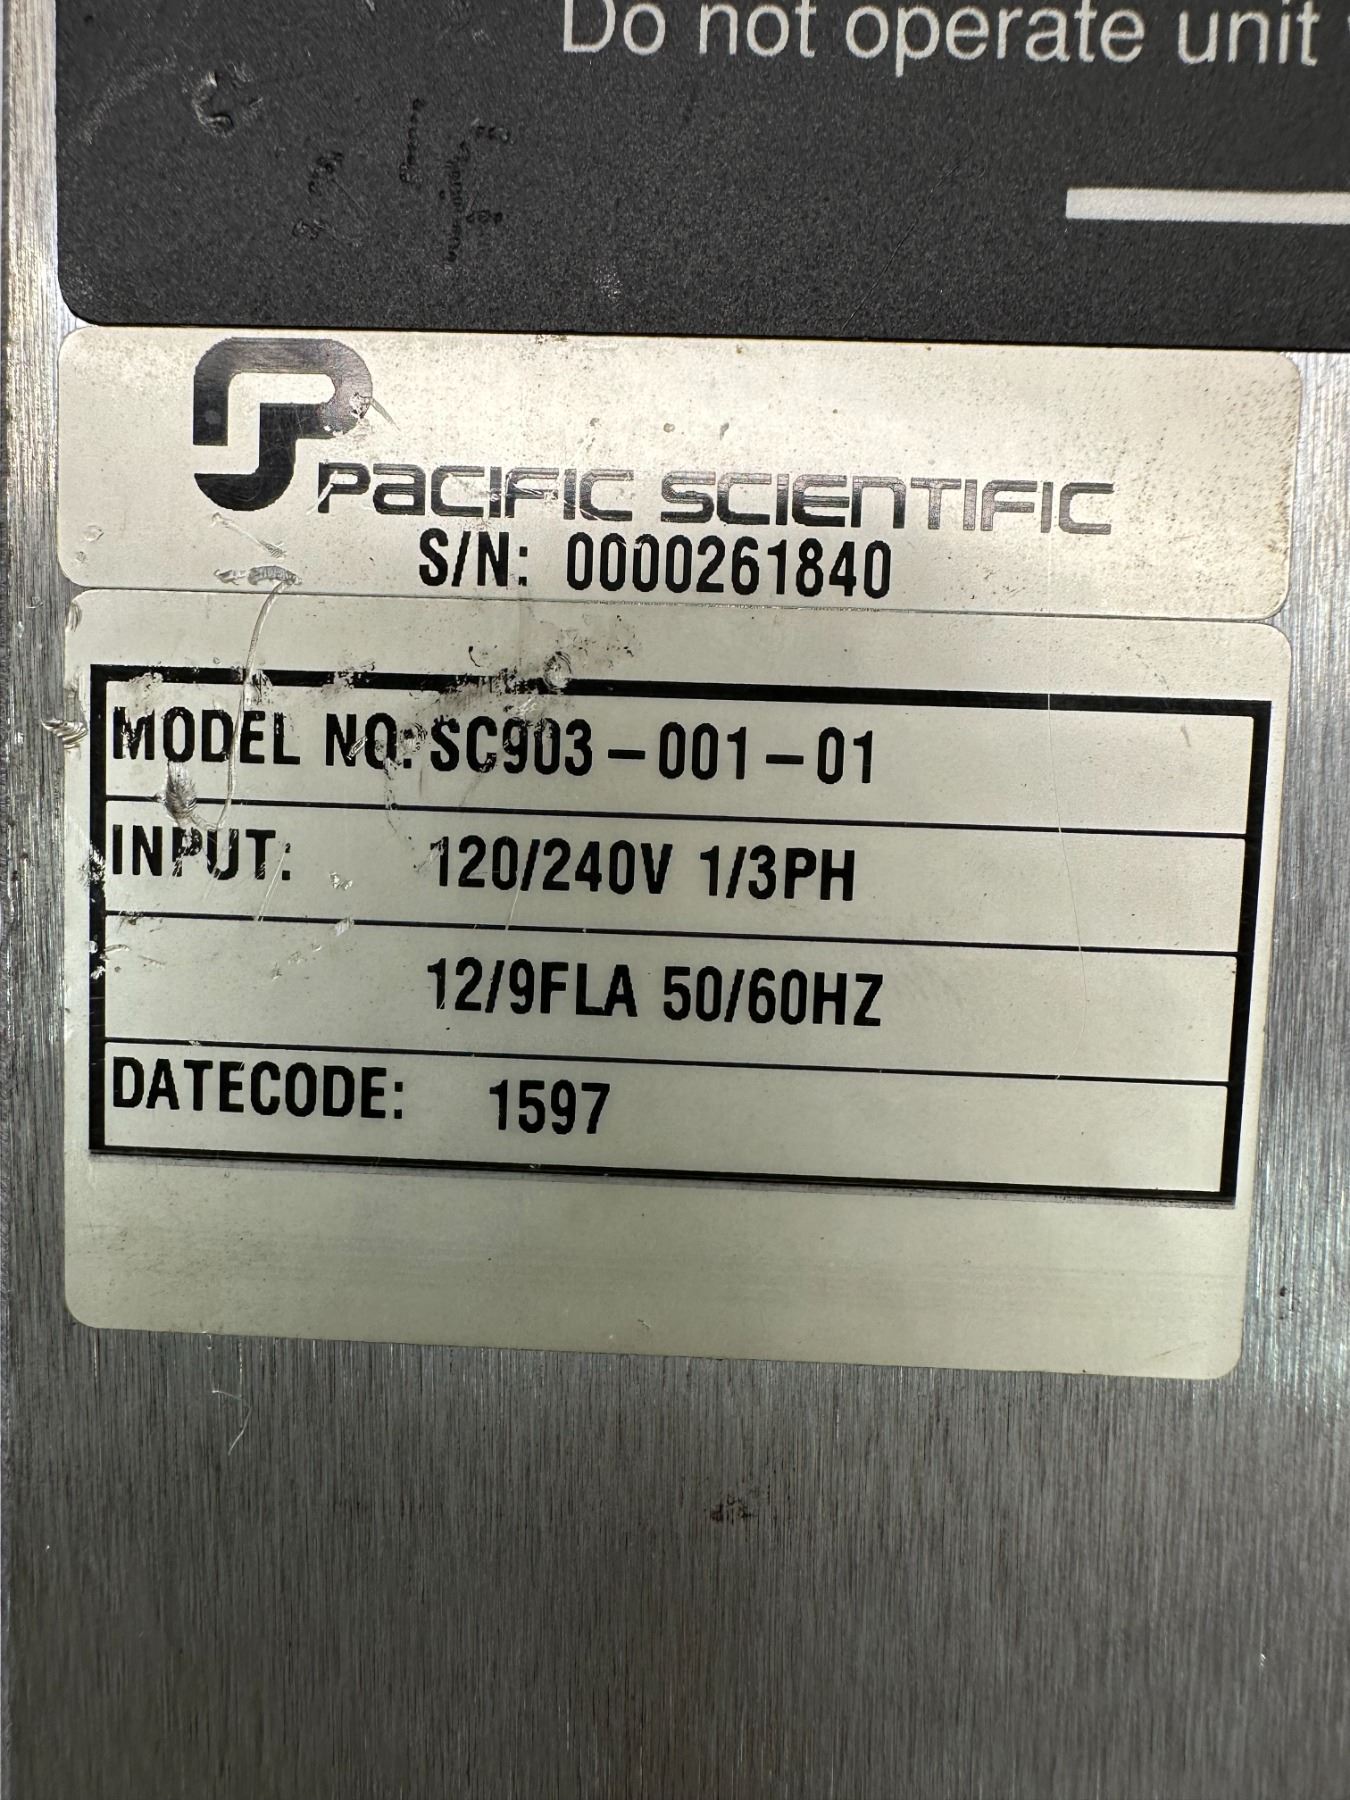 Do not operate unit
PACIFIC SCIENTIFIC
S/N: 0000261840
MODEL NO: SC903-001-01
INPUT: 120/240V 1/3PH
12/9FLA 50/60HZ
DATECODE: 1597